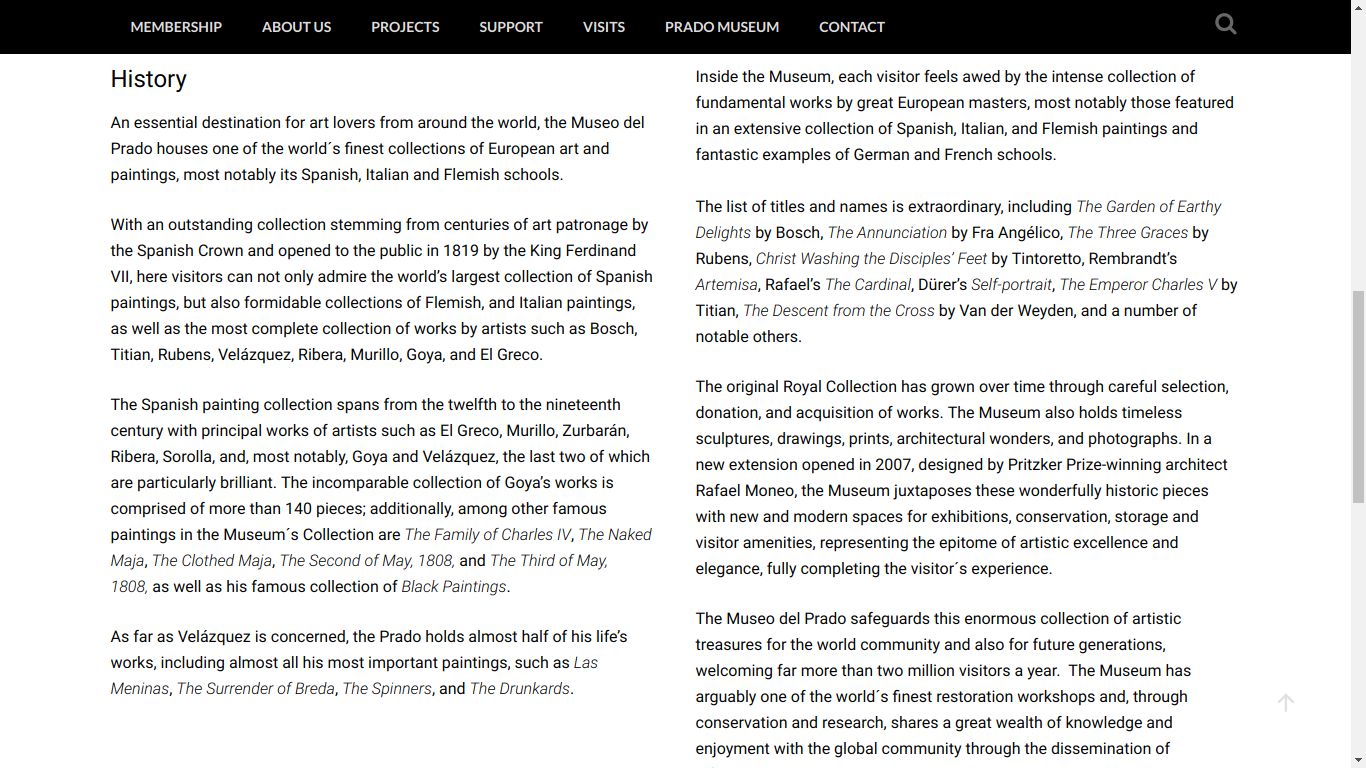 MEMBERSHIP ABOUT US PROJECTS SUPPORT VISITS PRADO MUSEUM CONTACT
History
An essential destination for art lovers from around the world, the Museo del
Prado houses one of the world´s finest collections of European art and
paintings, most notably its Spanish, Italian and Flemish schools.
With an outstanding collection stemming from centuries of art patronage by
the Spanish Crown and opened to the public in 1819 by the King Ferdinand
VII, here visitors can not only admire the world’s largest collection of Spanish
paintings, but also formidable collections of Flemish, and Italian paintings,
as well as the most complete collection of works by artists such as Bosch,
Titian, Rubens, Velázquez, Ribera, Murillo, Goya, and El Greco.
The Spanish painting collection spans from the twelfth to the nineteenth
century with principal works of artists such as El Greco, Murillo, Zurbarán,
Ribera, Sorolla, and, most notably, Goya and Velázquez, the last two of which
are particularly brilliant. The incomparable collection of Goya’s works is
comprised of more than 140 pieces; additionally, among other famous
paintings in the Museum´s Collection are The Family of Charles IV, The Naked
Maja, The Clothed Maja, The Second of May, 1808, and The Third of May,
1808, as well as his famous collection of Black Paintings.
As far as Velázquez is concerned, the Prado holds almost half of his life’s
works, including almost all his most important paintings, such as Las
Meninas, The Surrender of Breda, The Spinners, and The Drunkards.
Inside the Museum, each visitor feels awed by the intense collection of
fundamental works by great European masters, most notably those featured
in an extensive collection of Spanish, Italian, and Flemish paintings and
fantastic examples of German and French schools.
The list of titles and names is extraordinary, including The Garden of Earthy
Delights by Bosch, The Annunciation by Fra Angélico, The Three Graces by
Rubens, Christ Washing the Disciples’ Feet by Tintoretto, Rembrandt’s
Artemisa, Rafael’s The Cardinal, Dürer’s Self-portrait, The Emperor Charles V by
Titian, The Descent from the Cross by Van der Weyden, and a number of
notable others.
The original Royal Collection has grown over time through careful selection,
donation, and acquisition of works. The Museum also holds timeless
sculptures, drawings, prints, architectural wonders, and photographs. In a
new extension opened in 2007, designed by Pritzker Prize-winning architect
Rafael Moneo, the Museum juxtaposes these wonderfully historic pieces
with new and modern spaces for exhibitions, conservation, storage and
visitor amenities, representing the epitome of artistic excellence and
elegance, fully completing the visitor´s experience.
The Museo del Prado safeguards this enormous collection of artistic
treasures for the world community and also for future generations,
welcoming far more than two million visitors a year.  The Museum has
arguably one of the world´s finest restoration workshops and, through
conservation and research, shares a great wealth of knowledge and
enjoyment with the global community through the dissemination of